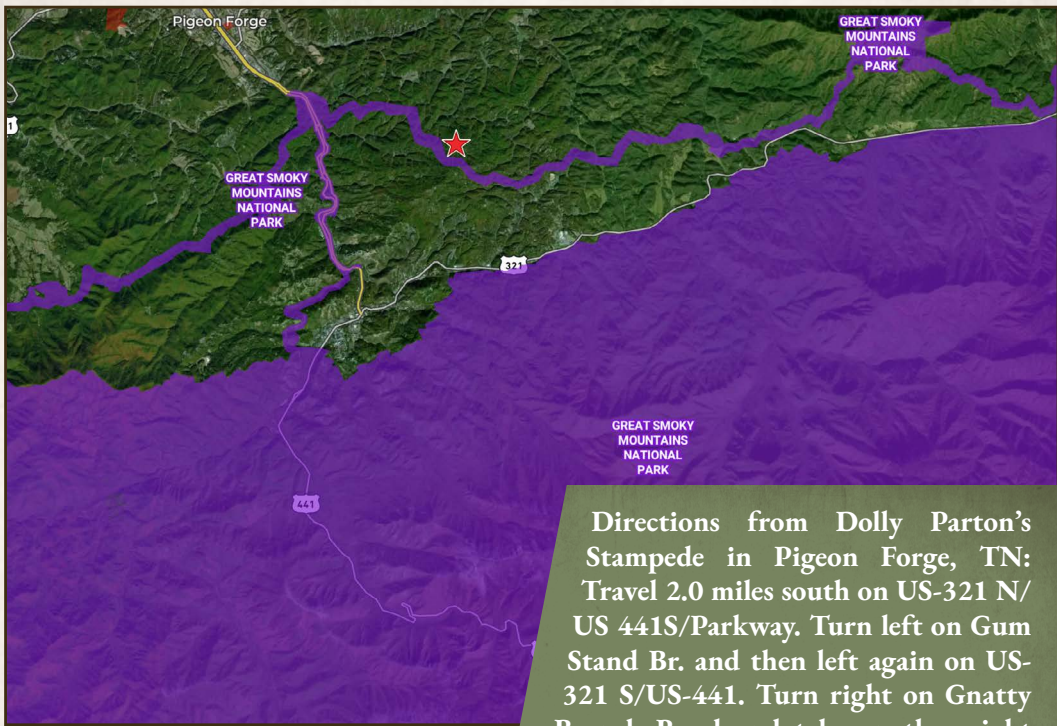 Pigeon Forge
GREAT SMOKY
MOUNTAINS
NATIONAL
PARK
1
GREAT SMOKY
MOUNTAINS
NATIONAL
PARK
321
GREAT SMOKY
MOUNTAINS
NATIONAL
PARK
441
Directions from Dolly Parton’s
Stampede in Pigeon Forge, TN:
Travel 2.0 miles south on US-321 N/
US 441S/Parkway. Turn left on Gum
Stand Br. and then left again on US-
321 S/US-441. Turn right on Gnatty